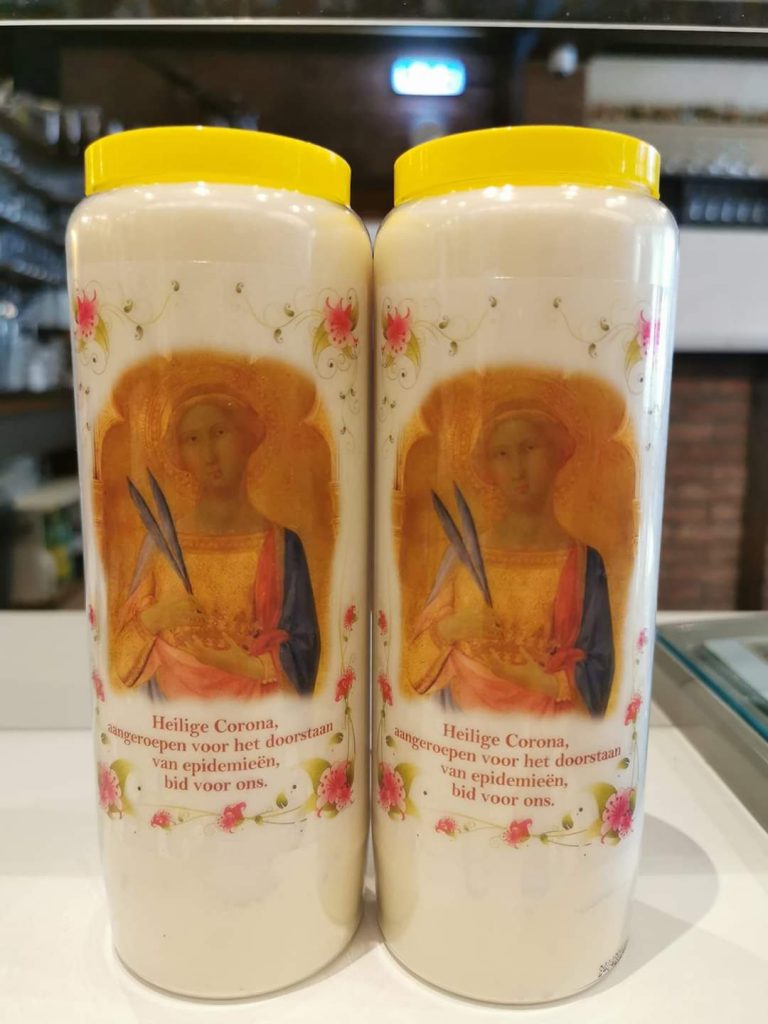 Heilige Corona,
aangeroepen voor het doorstaan
van epidemieën,
bid voor ons.
Heilige Corona,
aangeroepen voor het doorstaan
van epidemieën,
bid voor ons.